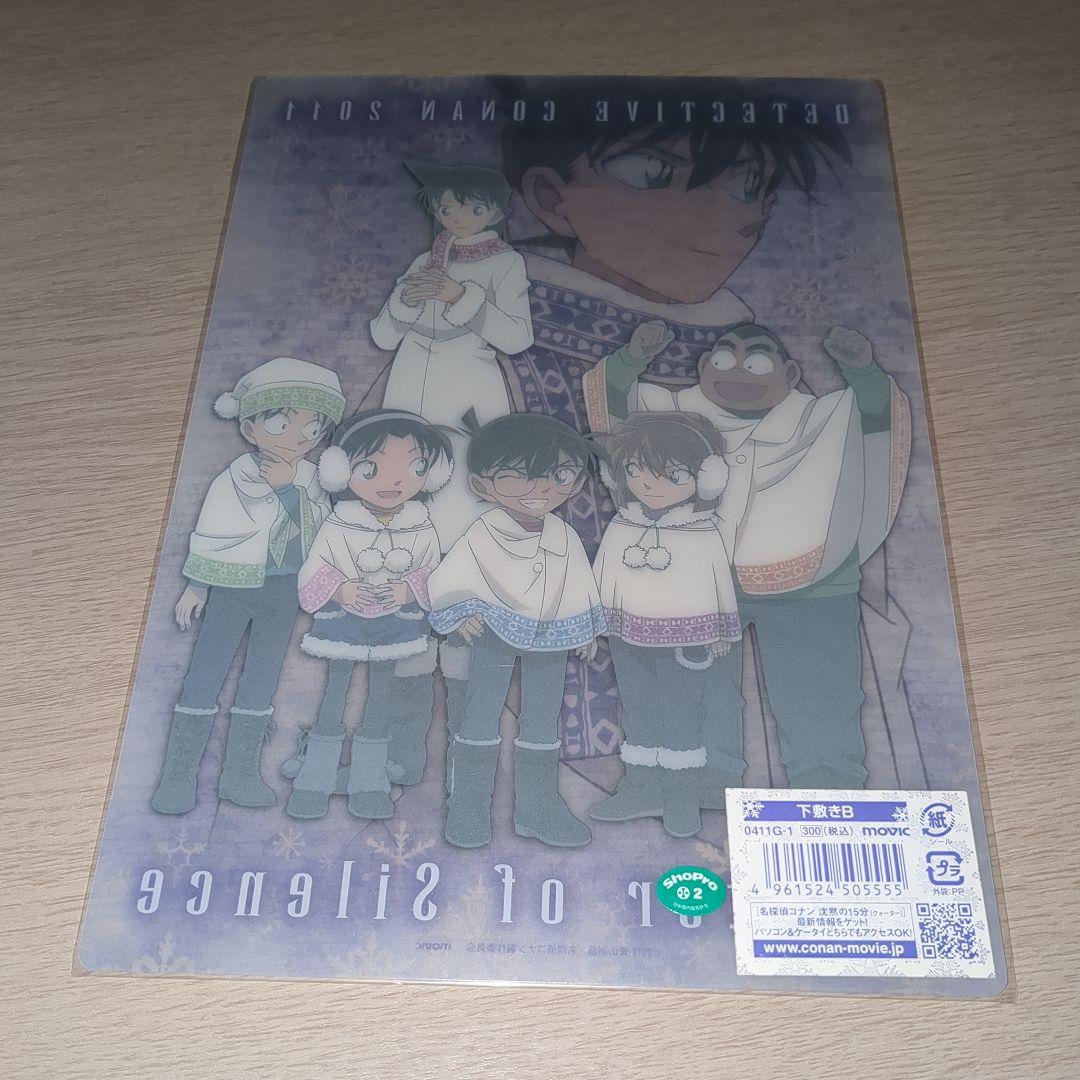 DETECTIVE CONAN 2011
r of Silence
ShoPro
2
下敷きB
0411G-1 300 (税込) movic
4 961524 505555
紙
シール
プラ
外袋:PP
名探偵コナン 沈黙の15分(クォーター)
最新情報をゲット!
パソコン&ケータイどちらでもアクセスOK!
www.conan-movie.jp